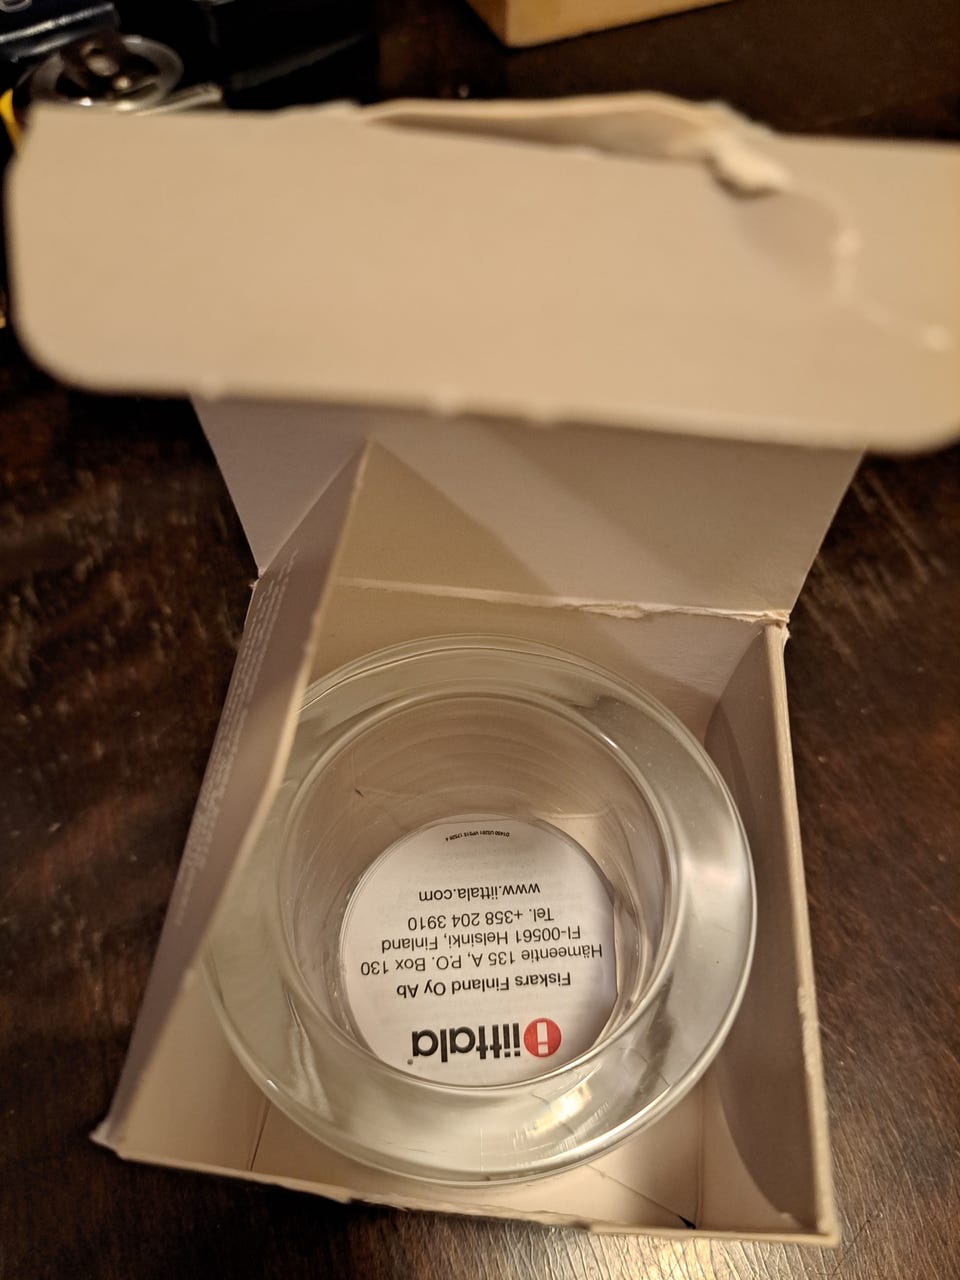 iittala®
Fiskars Finland Oy Ab
Hämeentie 135 A, P.O. Box 130
FI-00561 Helsinki, Finland
Tel. +358 204 3910
www.iittala.com